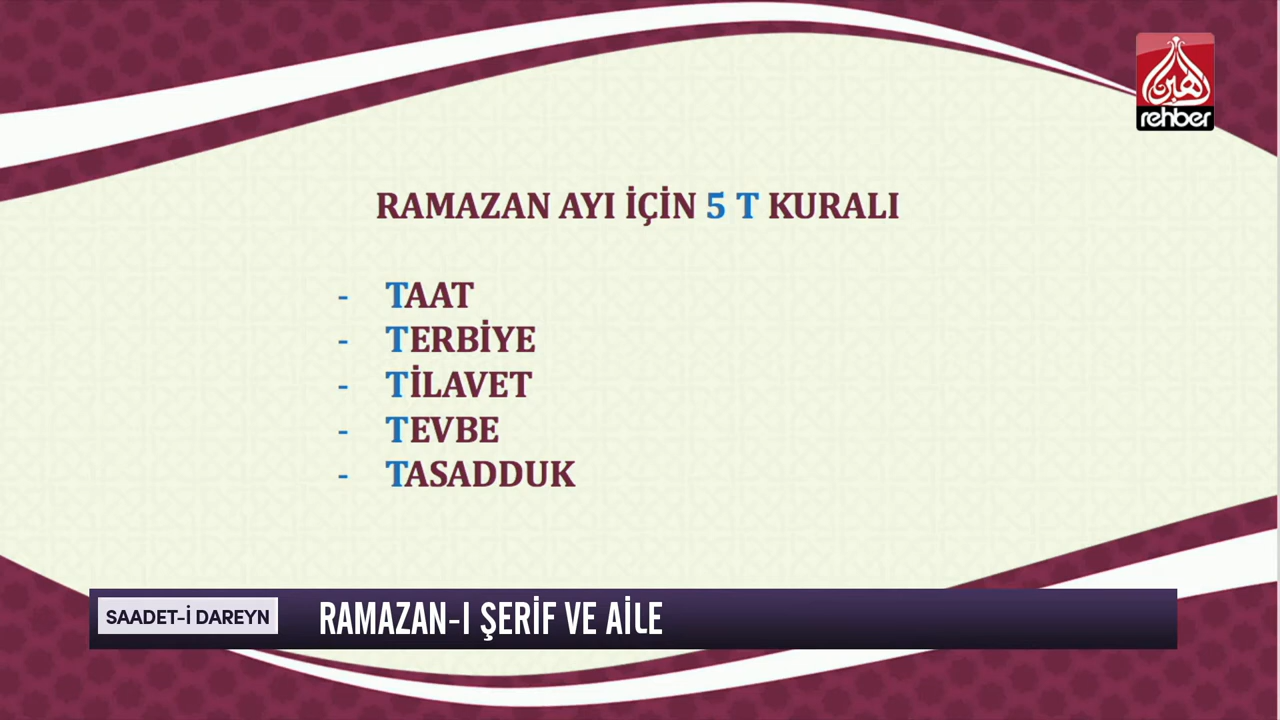 رهبر
rehber
RAMAZAN AYI İÇİN 5 T KURALI
- TAAT
- TERBİYE
- TİLAVET
- TEVBE
- TASADDUK
SAADET-İ DAREYN
RAMAZAN-I ŞERİF VE AİLE